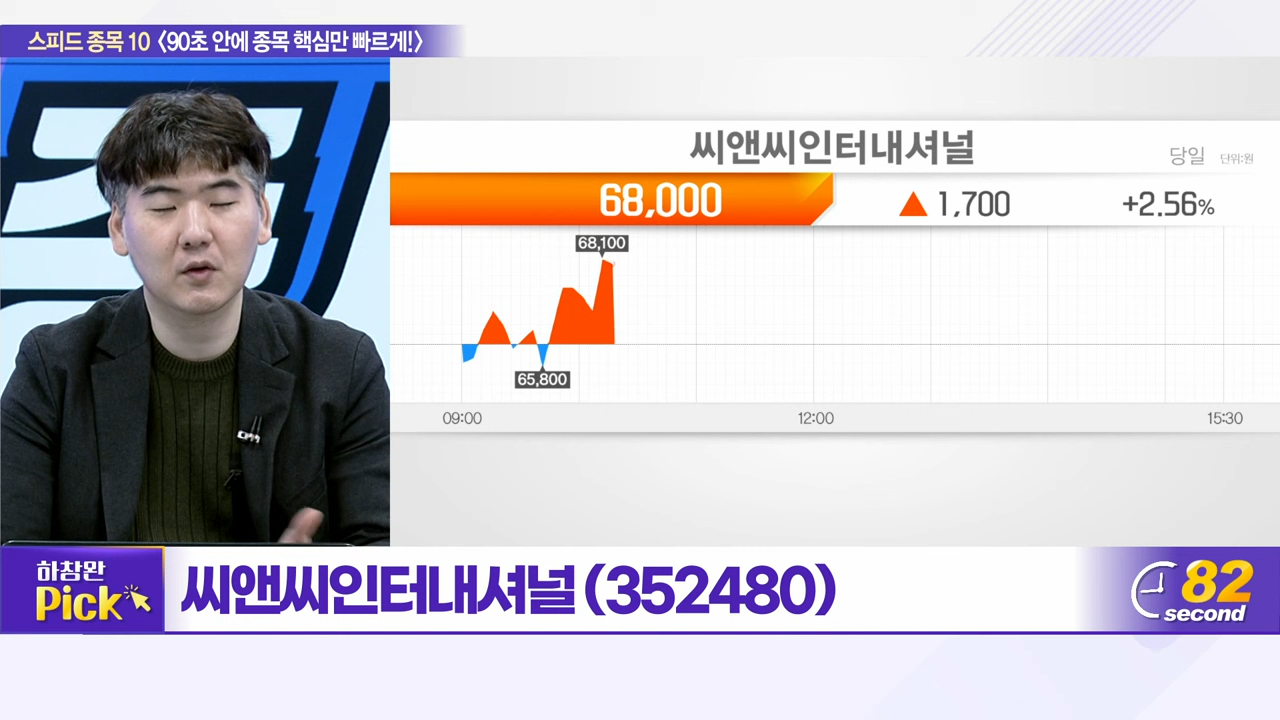 스피드 종목 10 〈90초 안에 종목 핵심만 빠르게!〉
씨앤씨인터내셔널
당일 단위:원
68,000 ▲ 1,700 +2.56%
68,100
65,800
09:00 12:00 15:30
하창완
Pick
씨앤씨인터내셔널 (352480)
82
second